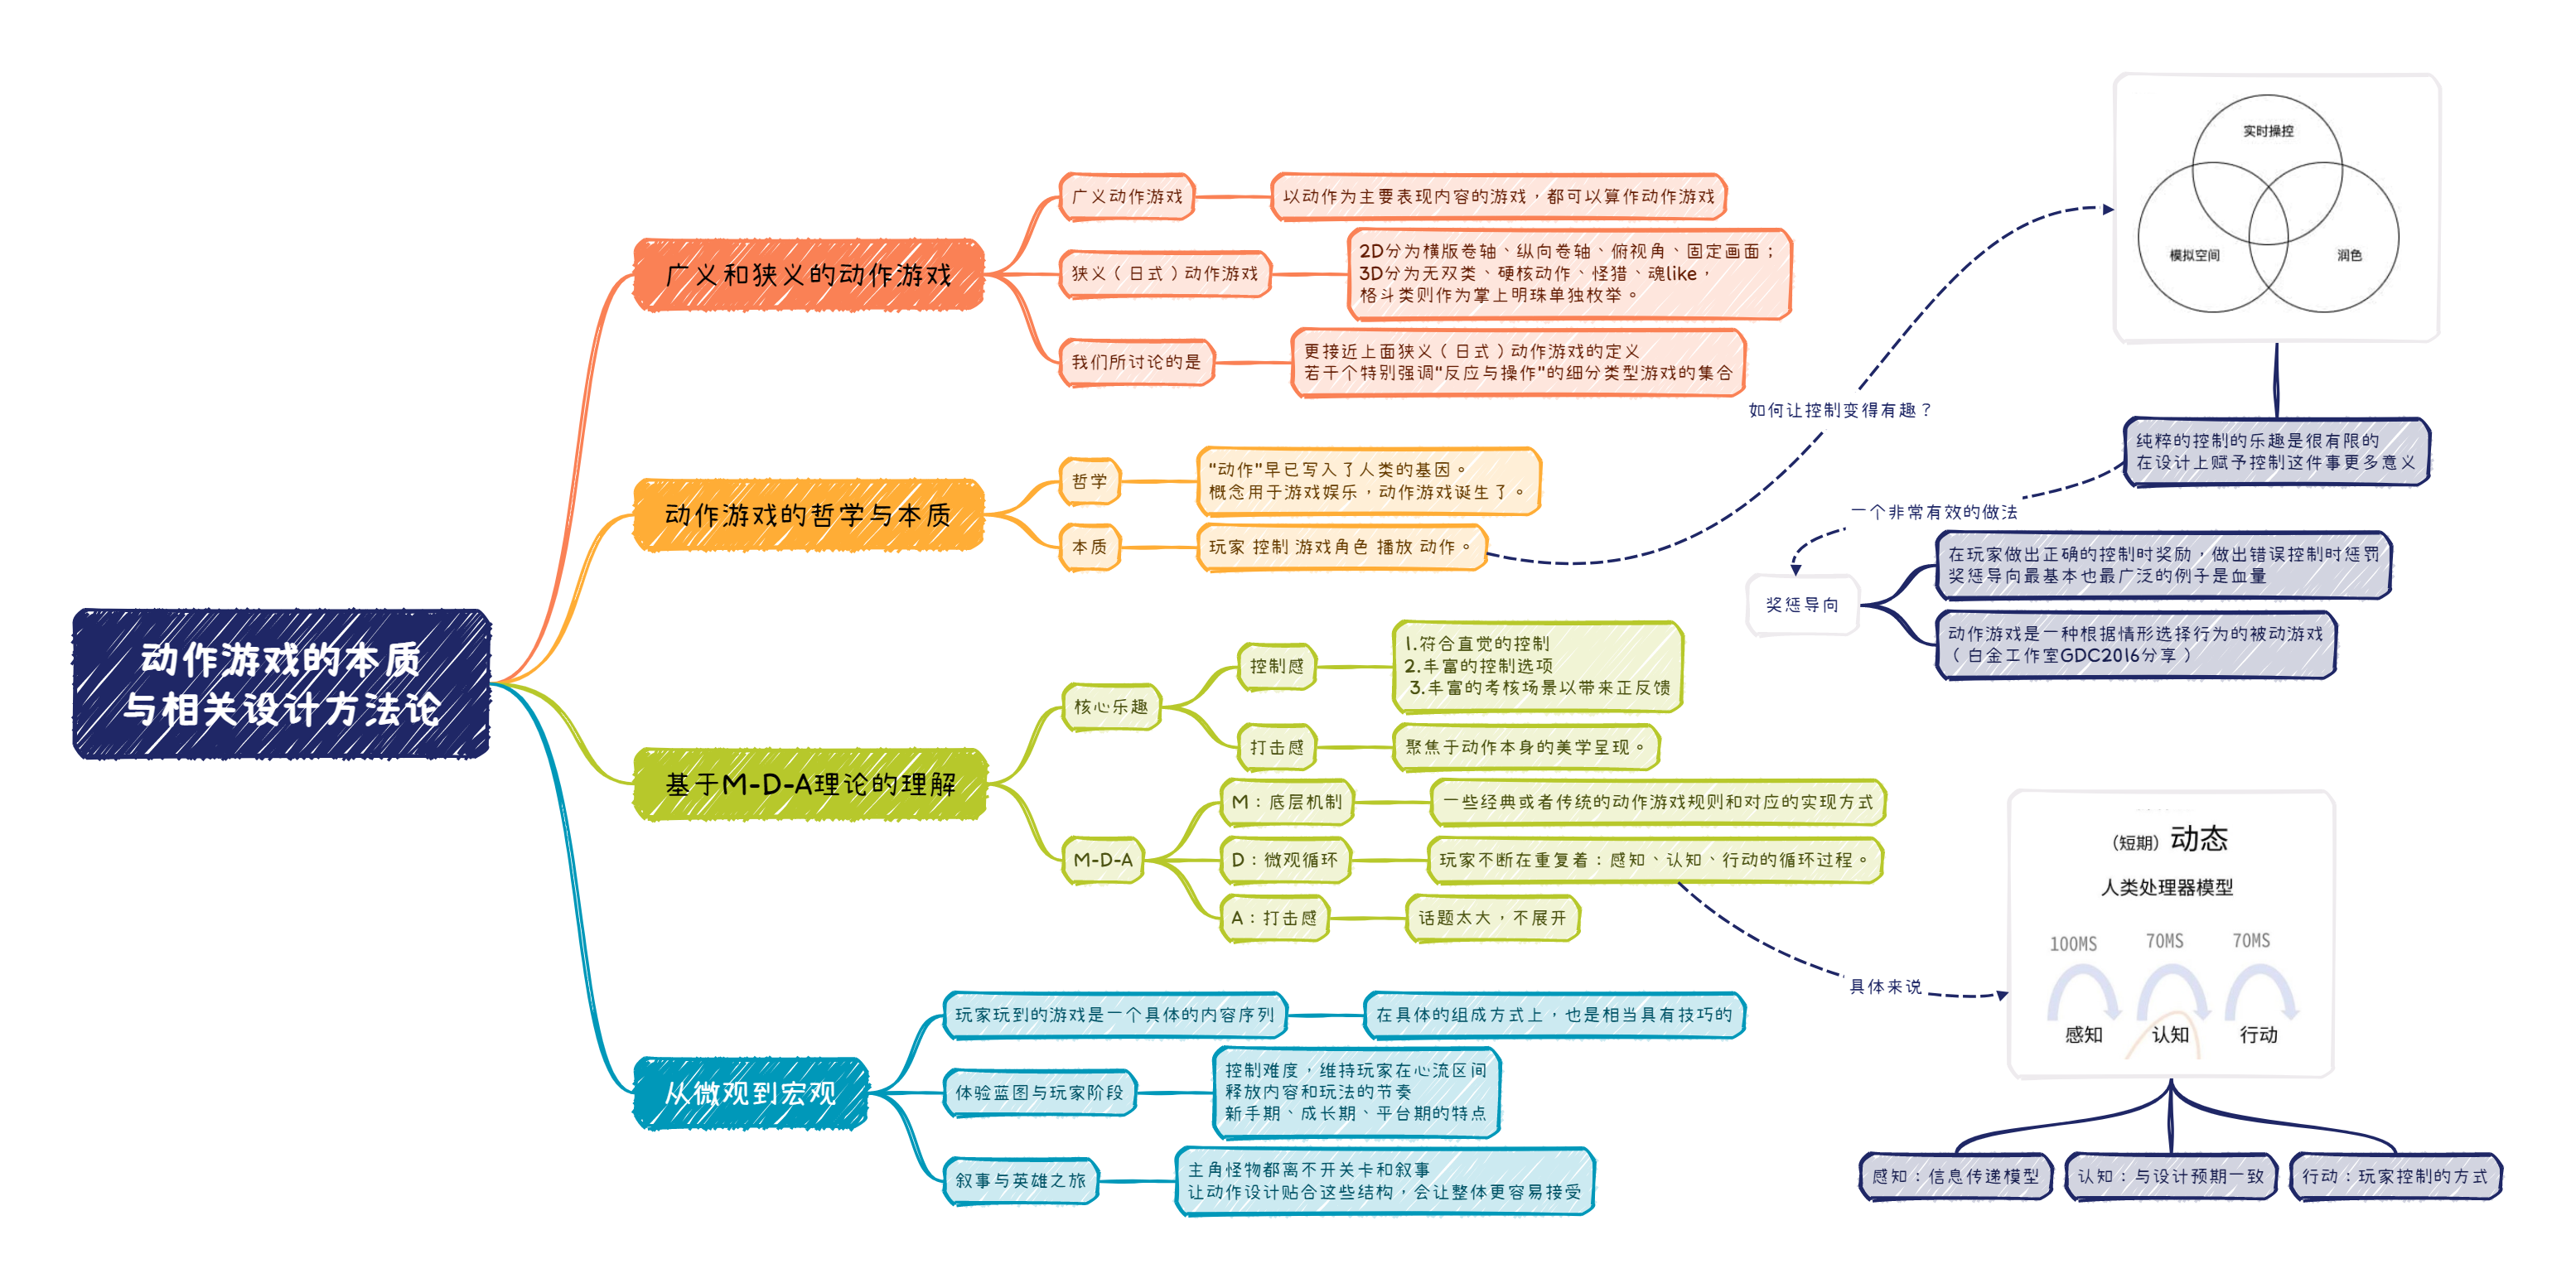 动作游戏的本质
与相关设计方法论
广义和狭义的动作游戏
广义动作游戏
以动作为主要表现内容的游戏，都可以算作动作游戏
狭义（日式）动作游戏
2D分为横版卷轴、纵向卷轴、俯视角、固定画面；
3D分为无双类、硬核动作、怪猎、魂like，
格斗类则作为掌上明珠单独枚举。
我们所讨论的是
更接近上面狭义（日式）动作游戏的定义
若干个特别强调"反应与操作"的细分类型游戏的集合
动作游戏的哲学与本质
哲学
"动作"早已写入了人类的基因。
概念用于游戏娱乐，动作游戏诞生了。
本质
玩家 控制 游戏角色 播放 动作。
如何让控制变得有趣？
实时操控
模拟空间
润色
纯粹的控制的乐趣是很有限的
在设计上赋予控制这件事更多意义
一个非常有效的做法
奖惩导向
在玩家做出正确的控制时奖励，做出错误控制时惩罚
奖惩导向最基本也最广泛的例子是血量
动作游戏是一种根据情形选择行为的被动游戏
（白金工作室GDC2016分享）
基于M-D-A理论的理解
核心乐趣
控制感
1.符合直觉的控制
2.丰富的控制选项
3.丰富的考核场景以带来正反馈
打击感
聚焦于动作本身的美学呈现。
M-D-A
M：底层机制
一些经典或者传统的动作游戏规则和对应的实现方式
D：微观循环
玩家不断在重复着：感知、认知、行动的循环过程。
A：打击感
话题太大，不展开
具体来说
（短期）动态
人类处理器模型
100MS
70MS
70MS
感知
认知
行动
感知：信息传递模型
认知：与设计预期一致
行动：玩家控制的方式
从微观到宏观
玩家玩到的游戏是一个具体的内容序列
在具体的组成方式上，也是相当具有技巧的
体验蓝图与玩家阶段
控制难度，维持玩家在心流区间
释放内容和玩法的节奏
新手期、成长期、平台期的特点
叙事与英雄之旅
主角怪物都离不开关卡和叙事
让动作设计贴合这些结构，会让整体更容易接受